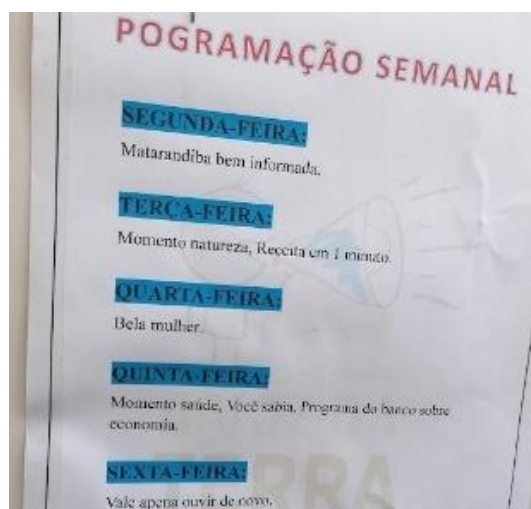 POGRAMAÇÃO SEMANAL
SEGUNDA-FEIRA:
Matarandiba bem informada.
TERÇA-FEIRA:
Momento natureza, Receita em 1 minuto.
QUARTA-FEIRA:
Bela mulher.
QUINTA-FEIRA:
Momento saúde, Você sabia, Programa do banco sobre
economia.
SEXTA-FEIRA:
TERRA
Vale apena ouvir de novo.